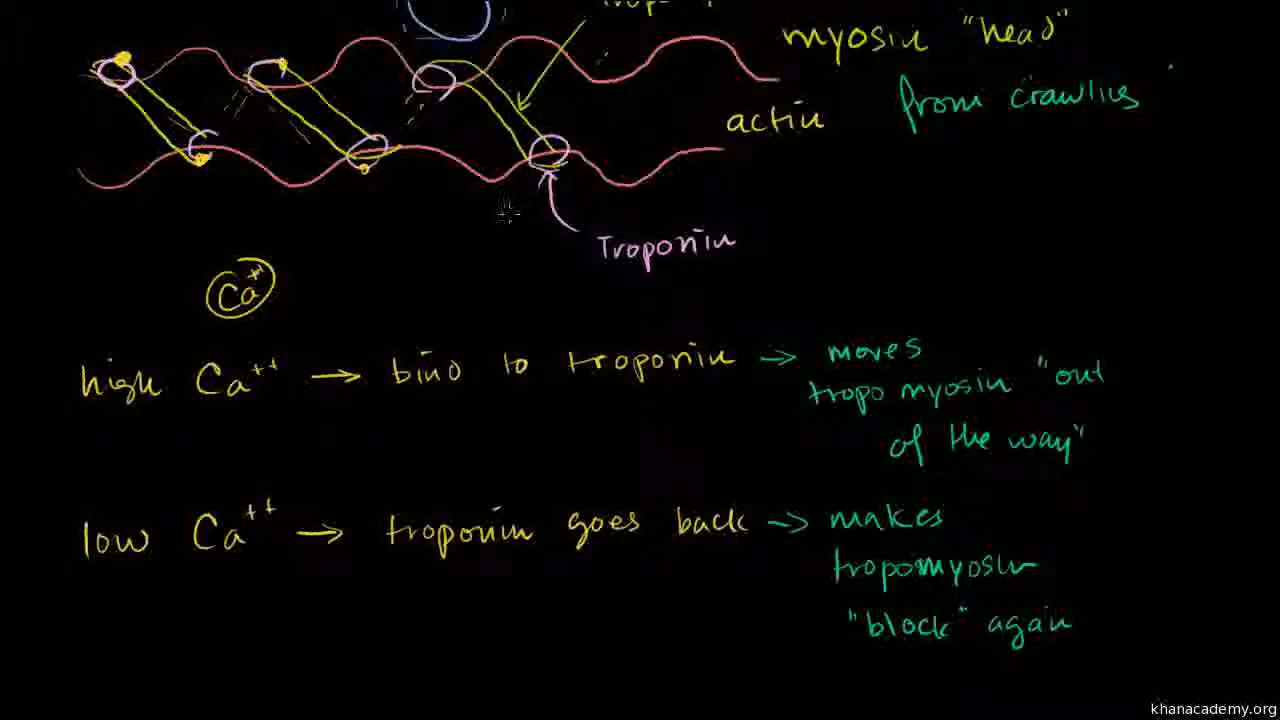 myosin "head"
from crawling
actin
Troponin
Ca++
high Ca++ → bind to troponin → moves
tropomyosin "out
of the way"
low Ca++ → troponin goes back → makes
tropomyosin
"block" again
khanacademy.org